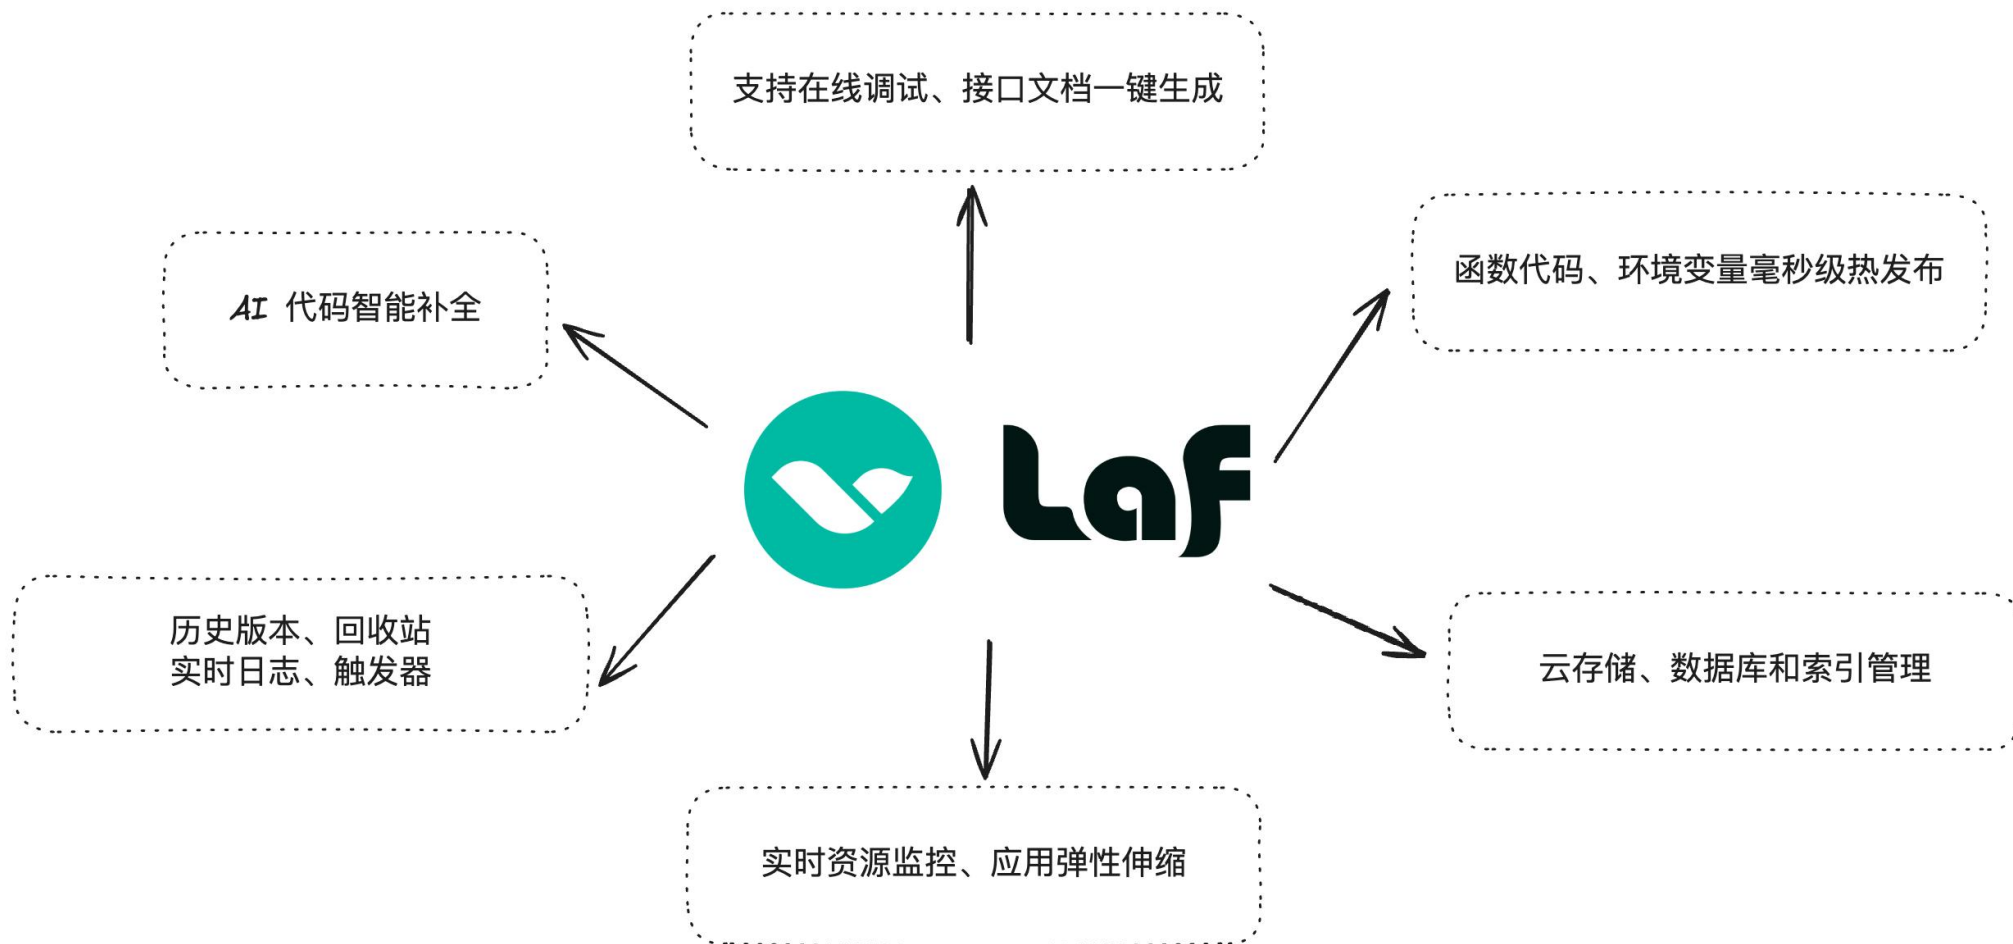 支持在线调试、接口文档一键生成
函数代码、环境变量毫秒级热发布
AI 代码智能补全
Laf
历史版本、回收站
实时日志、触发器
云存储、数据库和索引管理
实时资源监控、应用弹性伸缩